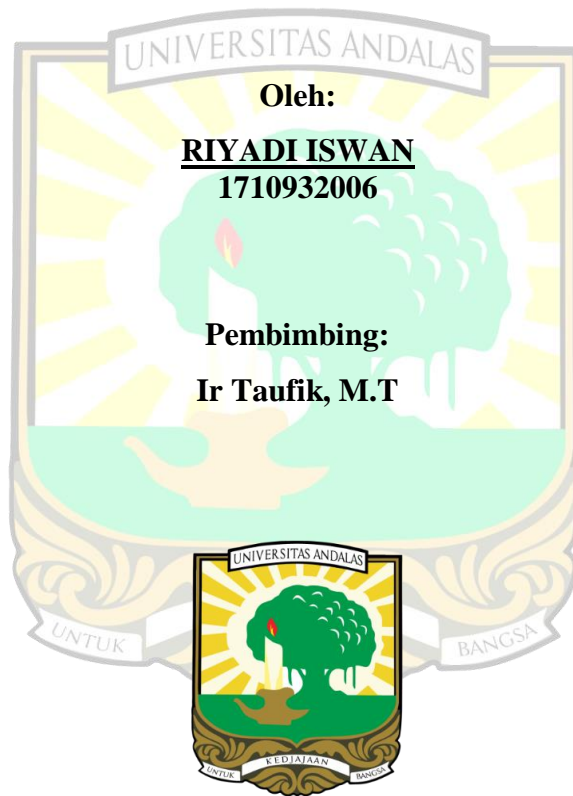 UNIVERSITAS ANDALAS
Oleh:
RIYADI ISWAN
1710932006
Pembimbing:
Ir Taufik, M.T
UNIVERSITAS ANDALAS
UNTUK BANGSA
UNTUK KEDJAJAAN BANGSA